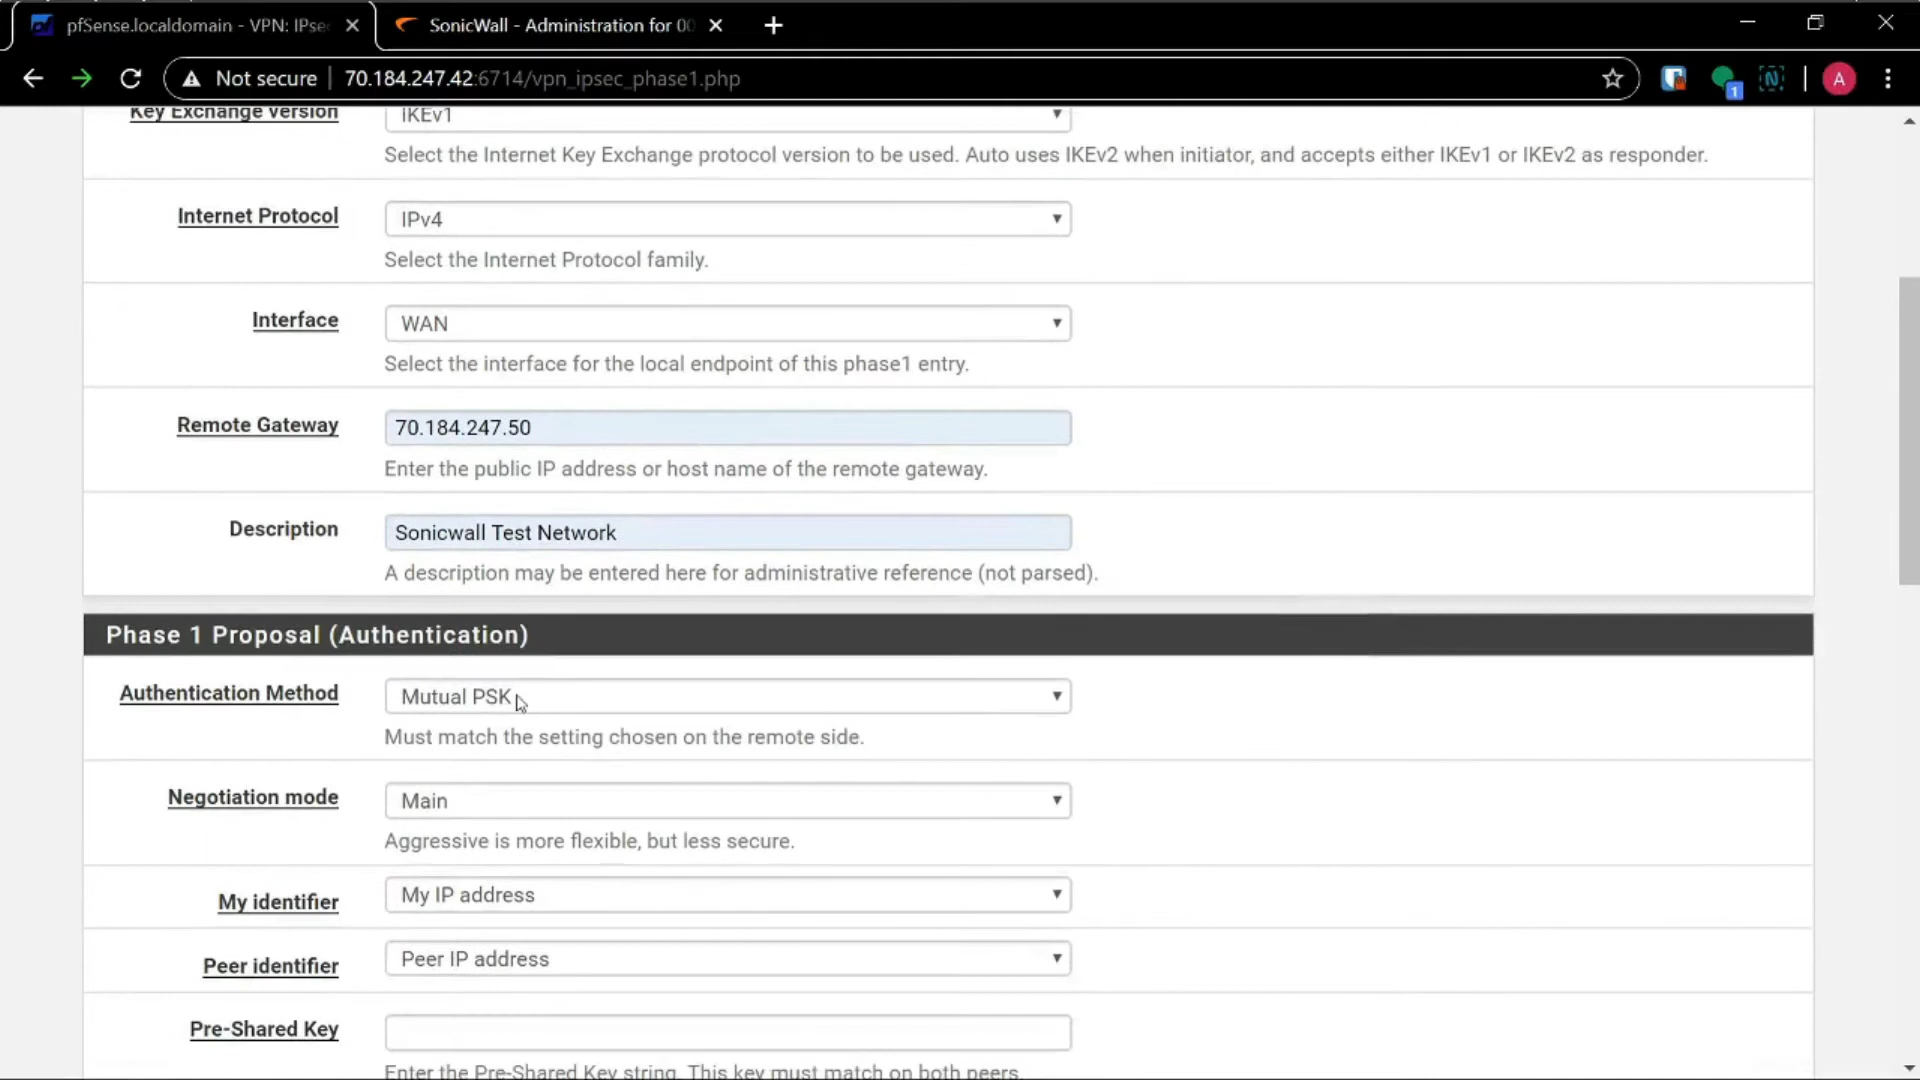 pfSense.localdomain - VPN: IPse
SonicWall - Administration for 00
Not secure
70.184.247.42:6714/vpn_ipsec_phase1.php
1
A
Key Exchange version
IKEv1
Select the Internet Key Exchange protocol version to be used. Auto uses IKEv2 when initiator, and accepts either IKEv1 or IKEv2 as responder.
Internet Protocol
IPv4
Select the Internet Protocol family.
Interface
WAN
Select the interface for the local endpoint of this phase1 entry.
Remote Gateway
70.184.247.50
Enter the public IP address or host name of the remote gateway.
Description
Sonicwall Test Network
A description may be entered here for administrative reference (not parsed).
Phase 1 Proposal (Authentication)
Authentication Method
Mutual PSK
Must match the setting chosen on the remote side.
Negotiation mode
Main
Aggressive is more flexible, but less secure.
My identifier
My IP address
Peer identifier
Peer IP address
Pre-Shared Key
Enter the Pre-Shared Key string. This key must match on both peers.